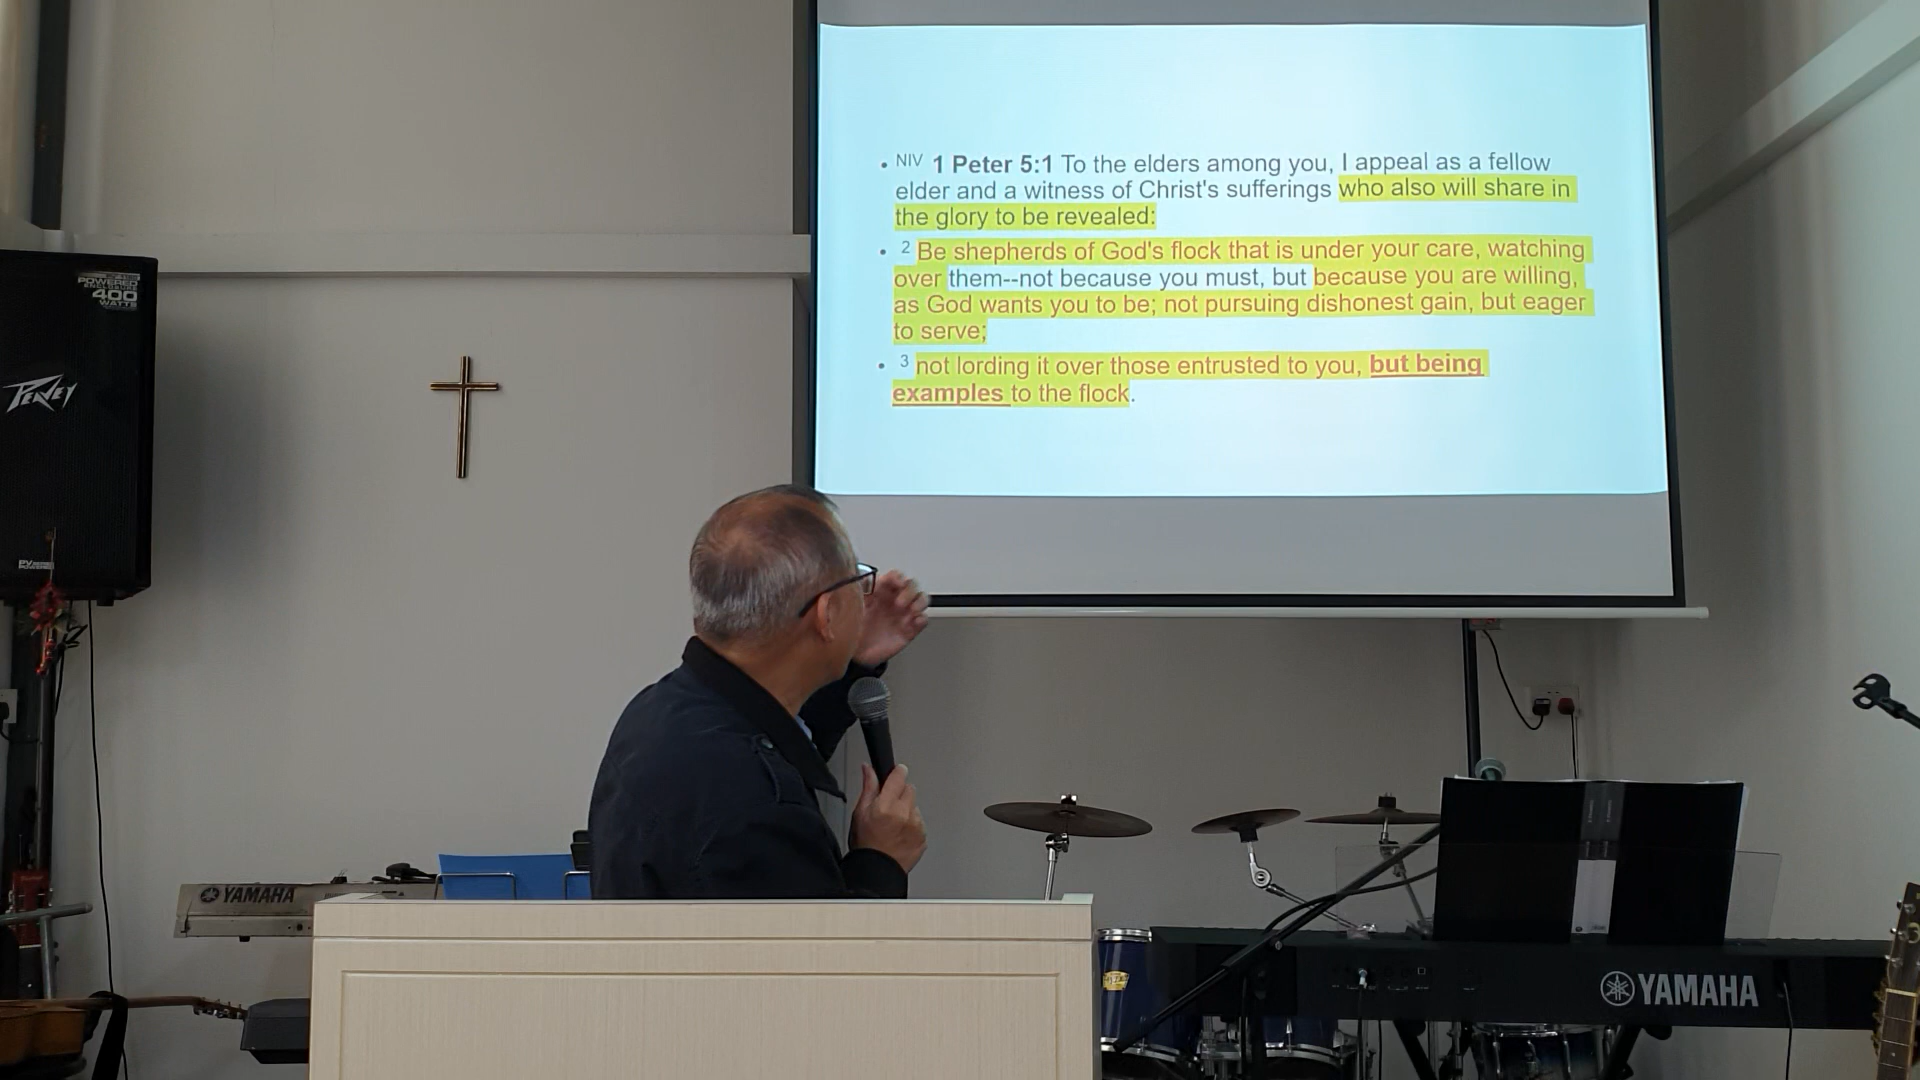 • NIV 1 Peter 5:1 To the elders among you, I appeal as a fellow
elder and a witness of Christ's sufferings who also will share in
the glory to be revealed:
• 2 Be shepherds of God's flock that is under your care, watching
over them--not because you must, but because you are willing,
as God wants you to be; not pursuing dishonest gain, but eager
to serve;
• 3 not lording it over those entrusted to you, but being
examples to the flock.
POWERED
400
WATTS
PEAVEY
YAMAHA
YAMAHA